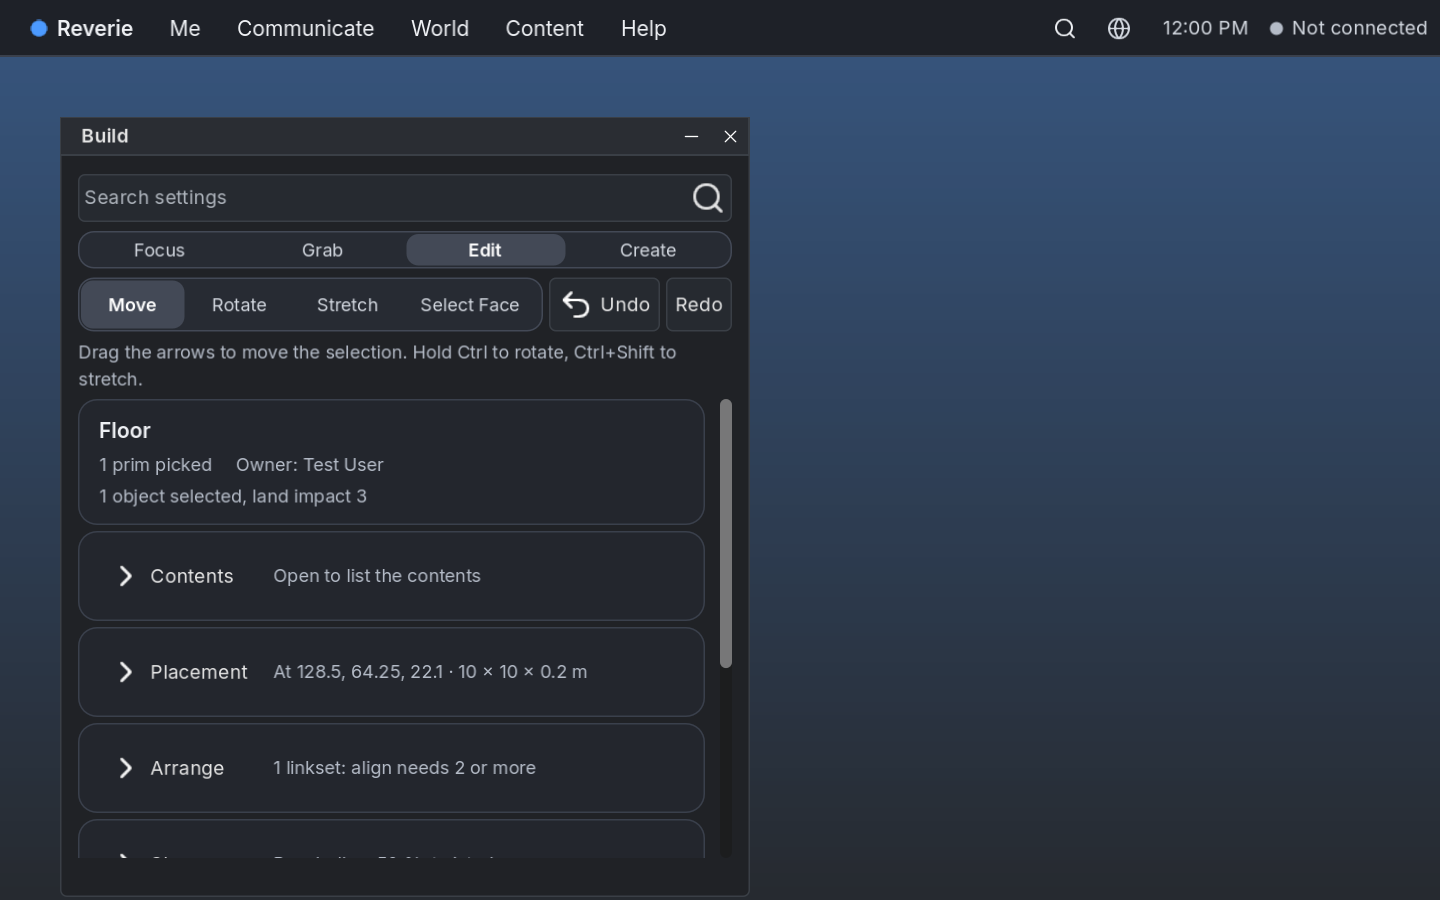 Reverie Me Communicate World Content Help 12:00 PM Not connected
Build
Search settings
Focus Grab Edit Create
Move Rotate Stretch Select Face Undo Redo
Drag the arrows to move the selection. Hold Ctrl to rotate, Ctrl+Shift to
stretch.
Floor
1 prim picked Owner: Test User
1 object selected, land impact 3
Contents Open to list the contents
Placement At 128.5, 64.25, 22.1 · 10 × 10 × 0.2 m
Arrange 1 linkset: align needs 2 or more